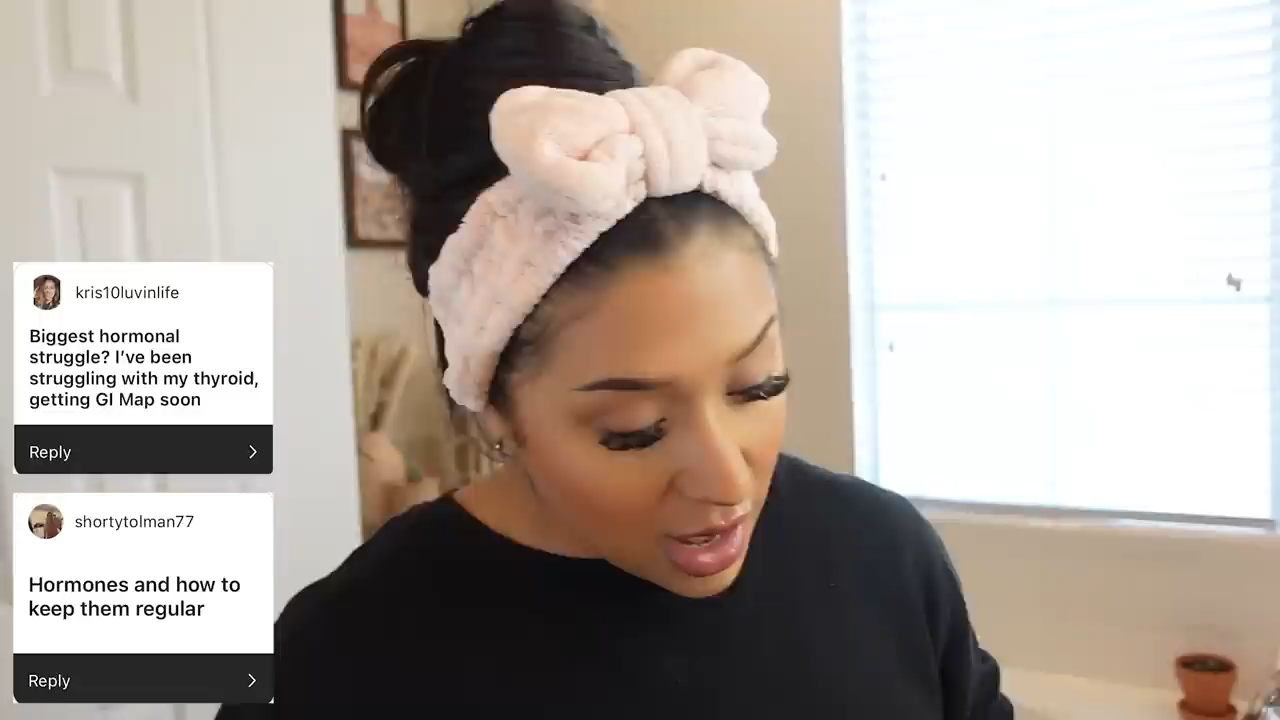 kris10luvinlife
Biggest hormonal
struggle? I’ve been
struggling with my thyroid,
getting GI Map soon
Reply
shortytolman77
Hormones and how to
keep them regular
Reply